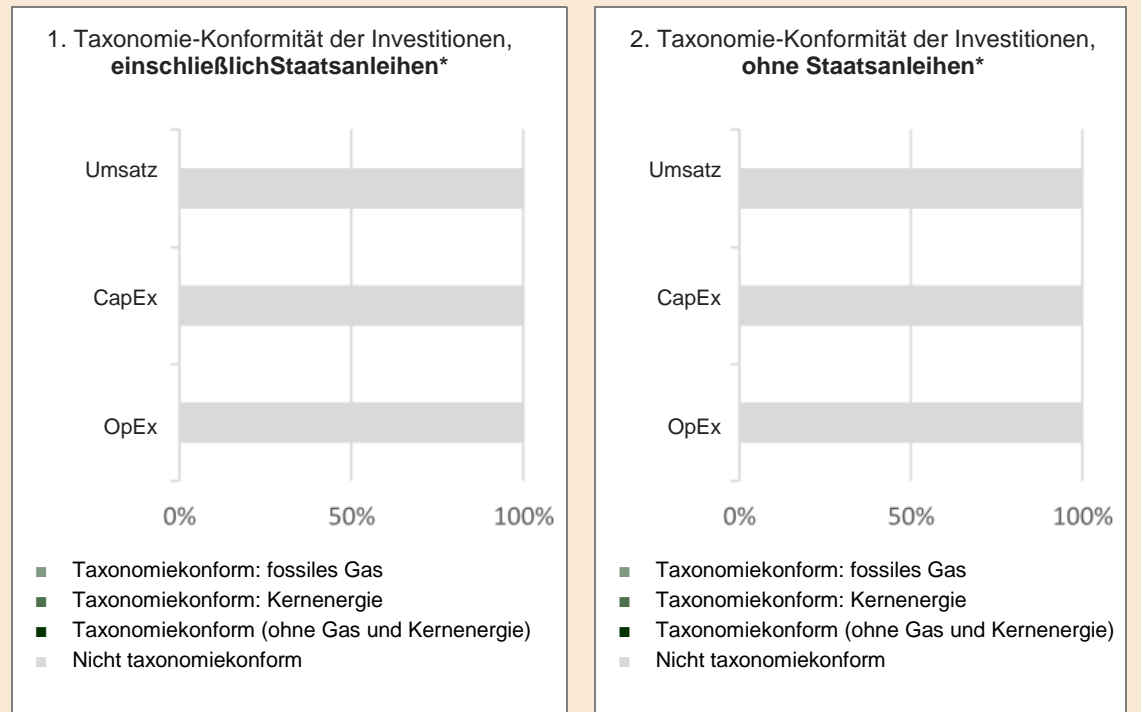 1. Taxonomie-Konformität der Investitionen,
einschließlichStaatsanleihen*
Umsatz
CapEx
OpEx
0% 50% 100%
Taxonomiekonform: fossiles Gas
Taxonomiekonform: Kernenergie
Taxonomiekonform (ohne Gas und Kernenergie)
Nicht taxonomiekonform
2. Taxonomie-Konformität der Investitionen,
ohne Staatsanleihen*
Umsatz
CapEx
OpEx
0% 50% 100%
Taxonomiekonform: fossiles Gas
Taxonomiekonform: Kernenergie
Taxonomiekonform (ohne Gas und Kernenergie)
Nicht taxonomiekonform